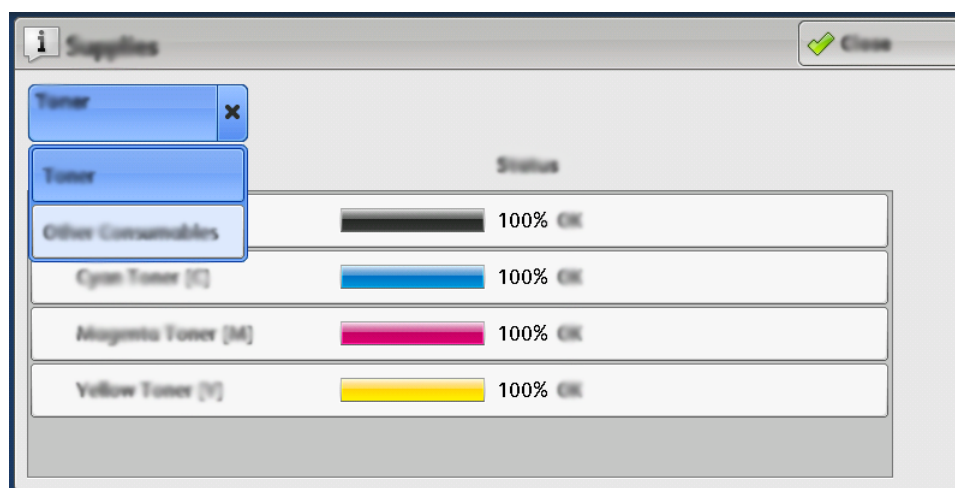 Supplies
Close
Toner
Status
Toner
100% OK
Other Consumables
Cyan Toner [C]
100% OK
Magenta Toner [M]
100% OK
Yellow Toner [Y]
100% OK